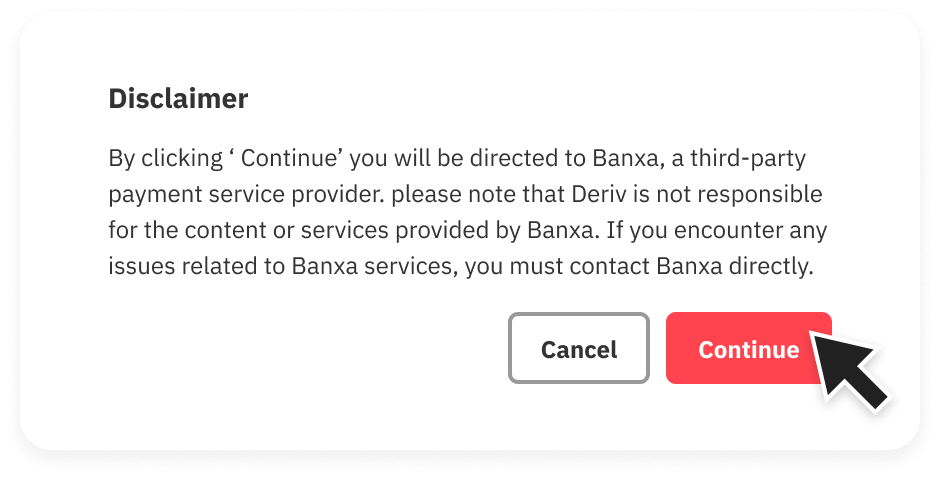 Disclaimer
By clicking ‘ Continue’ you will be directed to Banxa, a third-party
payment service provider. please note that Deriv is not responsible
for the content or services provided by Banxa. If you encounter any
issues related to Banxa services, you must contact Banxa directly.
Cancel
Continue